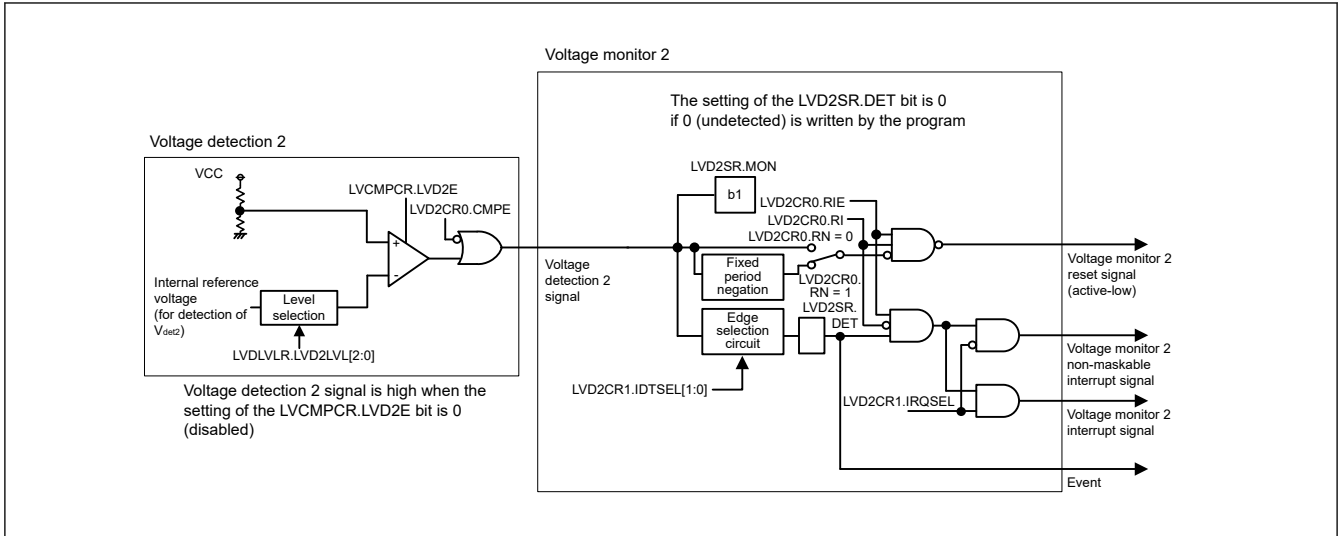 Voltage monitor 2
The setting of the LVD2SR.DET bit is 0
if 0 (undetected) is written by the program
Voltage detection 2
VCC
LVCMPCR.LVD2E
LVD2CR0.CMPE
+
-
Internal reference
voltage
(for detection of
Vdet2)
Level
selection
LVDLVLR.LVD2LVL[2:0]
Voltage detection 2 signal is high when the
setting of the LVCMPCR.LVD2E bit is 0
(disabled)
Voltage
detection 2
signal
LVD2SR.MON
b1
LVD2CR0.RIE
LVD2CR0.RI
LVD2CR0.RN = 0
Fixed
period
negation
LVD2CR0.
RN = 1
LVD2SR.
DET
Edge
selection
circuit
LVD2CR1.IDTSEL[1:0]
LVD2CR1.IRQSEL
Voltage monitor 2
reset signal
(active-low)
Voltage monitor 2
non-maskable
interrupt signal
Voltage monitor 2
interrupt signal
Event